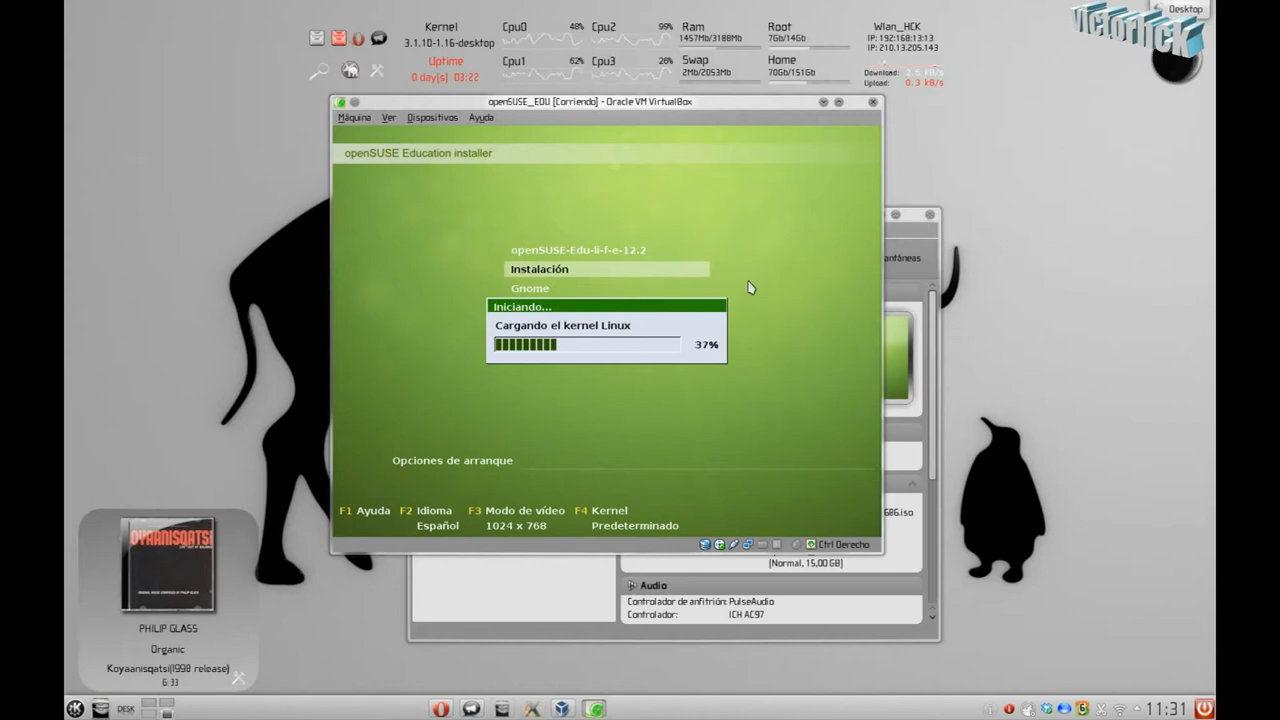 Desktop
VICTORHCK
Kernel
3.1.10-1.16-desktop
Uptime
0 day(s) 03:22
Cpu0 48%
Cpu1 62%
Cpu2 99%
Cpu3 26%
Ram
1457Mb/3188Mb
Swap
2Mb/2053Mb
Root
7Gb/14Gb
Home
70Gb/151Gb
Wlan_HCK
IP: 192.168.13.13
IP: 210.13.205.143
Download: 2.5 kB/s
Upload: 0.3 kB/s
openSUSE_EDU [Corriendo] - Oracle VM VirtualBox
Máquina Ver Dispositivos Ayuda
openSUSE Education installer
openSUSE-Edu-li-f-e-12.2
Instalación
Gnome
Iniciando...
Cargando el kernel Linux
37%
Opciones de arranque
F1 Ayuda F2 Idioma F3 Modo de vídeo F4 Kernel
Español 1024 x 768 Predeterminado
Ctrl Derecho
antáneas
686.iso
(Normal, 15,00 GB)
Audio
Controlador de anfitrión: PulseAudio
Controlador: ICH AC97
PHILIP GLASS
Organic
Koyaanisqatsi(1998 release)
6:33
DESK
6
11:31